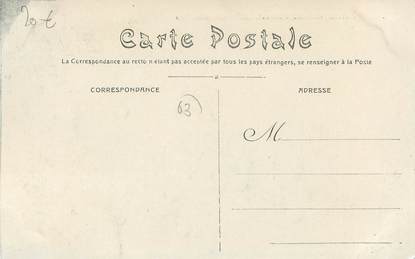 20 €
Carte Postale
La Correspondance au recto n'étant pas acceptée par tous les pays étrangers, se renseigner à la Poste
CORRESPONDANCE
ADRESSE
63
M